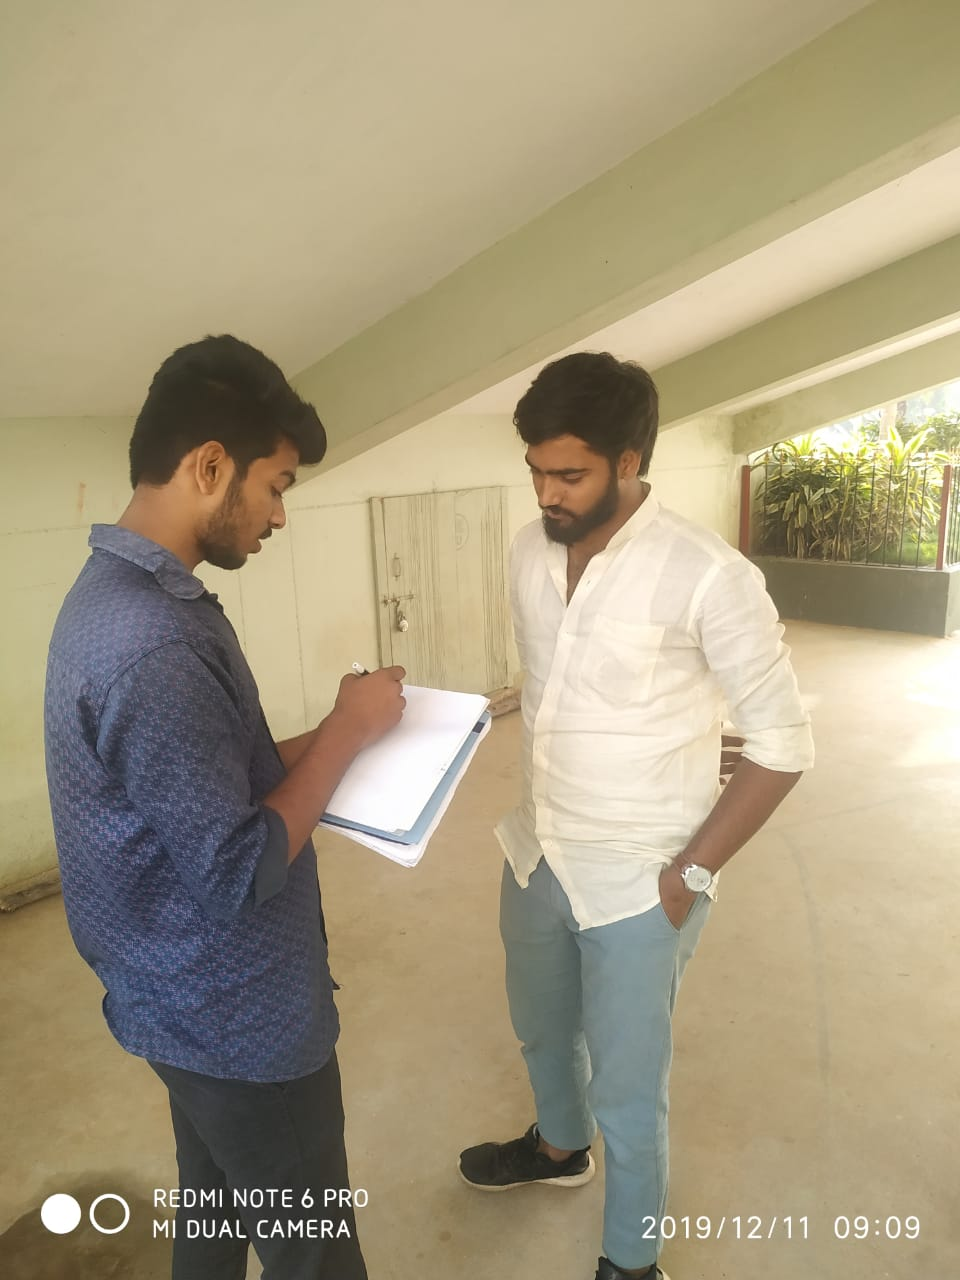 REDMI NOTE 6 PRO
MI DUAL CAMERA
2019/12/11 09:09